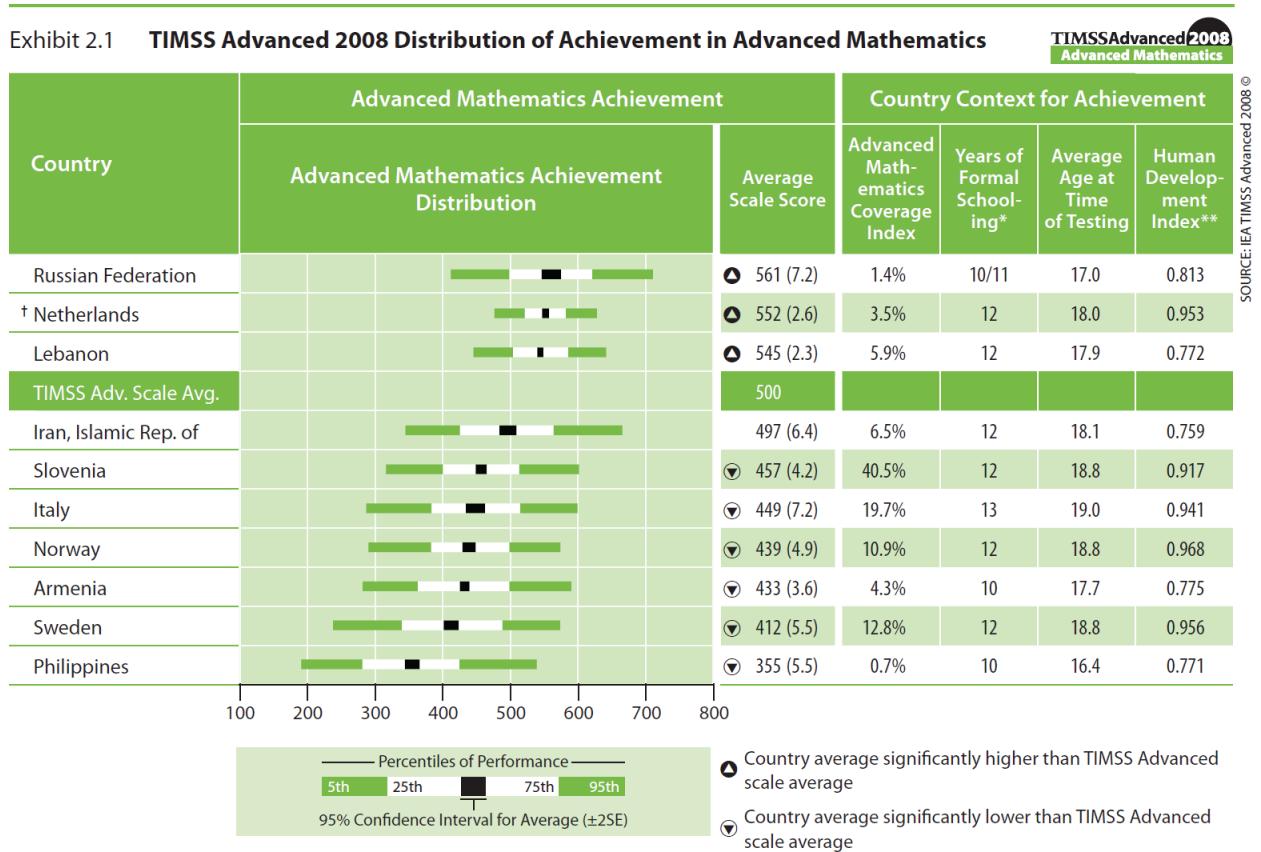 Exhibit 2.1 TIMSS Advanced 2008 Distribution of Achievement in Advanced Mathematics
TIMSSAdvanced 2008
Advanced Mathematics
Country
Advanced Mathematics Achievement
Country Context for Achievement
Advanced Mathematics Achievement
Distribution
Average
Scale Score
Advanced
Math-
ematics
Coverage
Index
Years of
Formal
School-
ing*
Average
Age at
Time
of Testing
Human
Develop-
ment
Index**
Russian Federation 561 (7.2) 1.4% 10/11 17.0 0.813
† Netherlands 552 (2.6) 3.5% 12 18.0 0.953
Lebanon 545 (2.3) 5.9% 12 17.9 0.772
TIMSS Adv. Scale Avg. 500
Iran, Islamic Rep. of 497 (6.4) 6.5% 12 18.1 0.759
Slovenia 457 (4.2) 40.5% 12 18.8 0.917
Italy 449 (7.2) 19.7% 13 19.0 0.941
Norway 439 (4.9) 10.9% 12 18.8 0.968
Armenia 433 (3.6) 4.3% 10 17.7 0.775
Sweden 412 (5.5) 12.8% 12 18.8 0.956
Philippines 355 (5.5) 0.7% 10 16.4 0.771
100 200 300 400 500 600 700 800
Percentiles of Performance
5th 25th 75th 95th
95% Confidence Interval for Average (±2SE)
Country average significantly higher than TIMSS Advanced
scale average
Country average significantly lower than TIMSS Advanced
scale average
SOURCE: IEA TIMSS Advanced 2008 ©